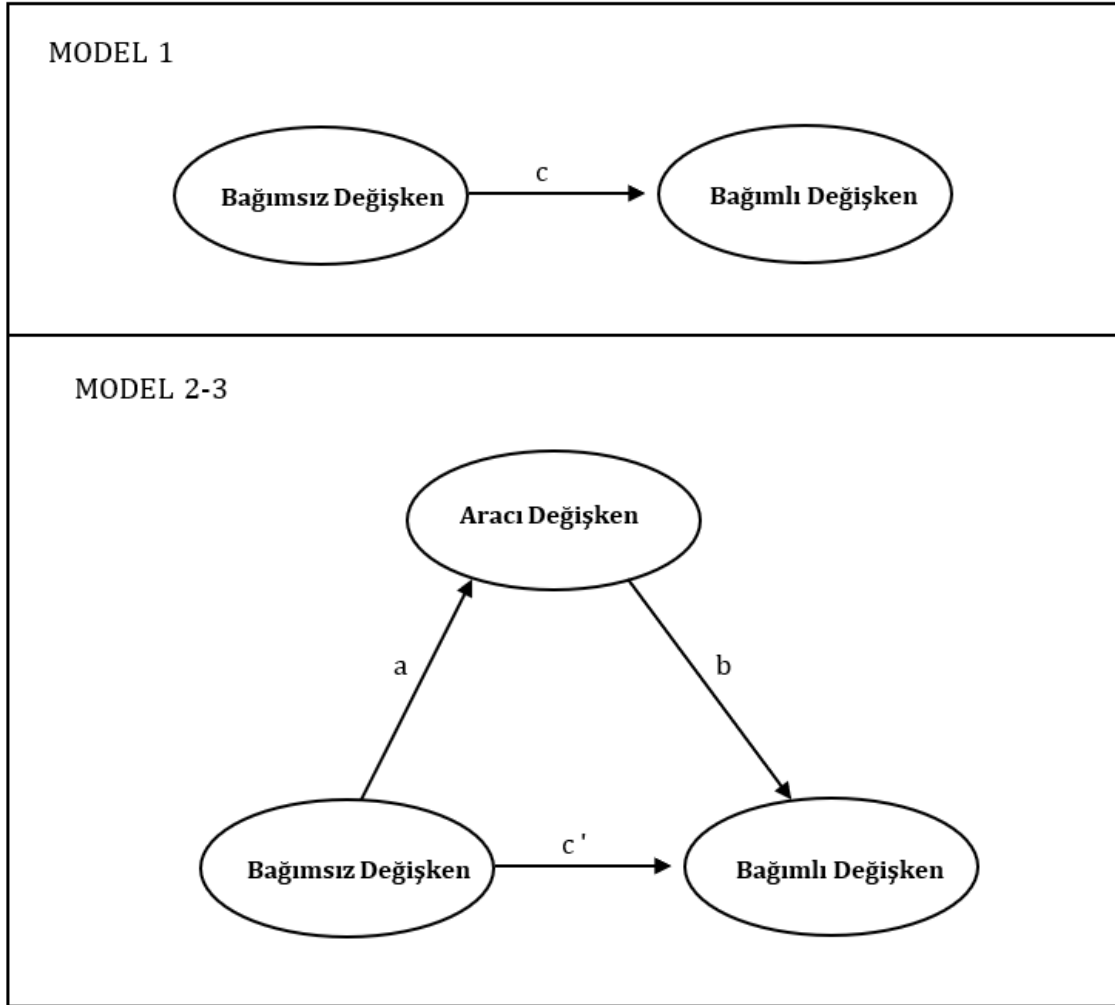 MODEL 1
Bağımsız Değişken
c
Bağımlı Değişken
MODEL 2-3
Aracı Değişken
a
b
Bağımsız Değişken
c '
Bağımlı Değişken